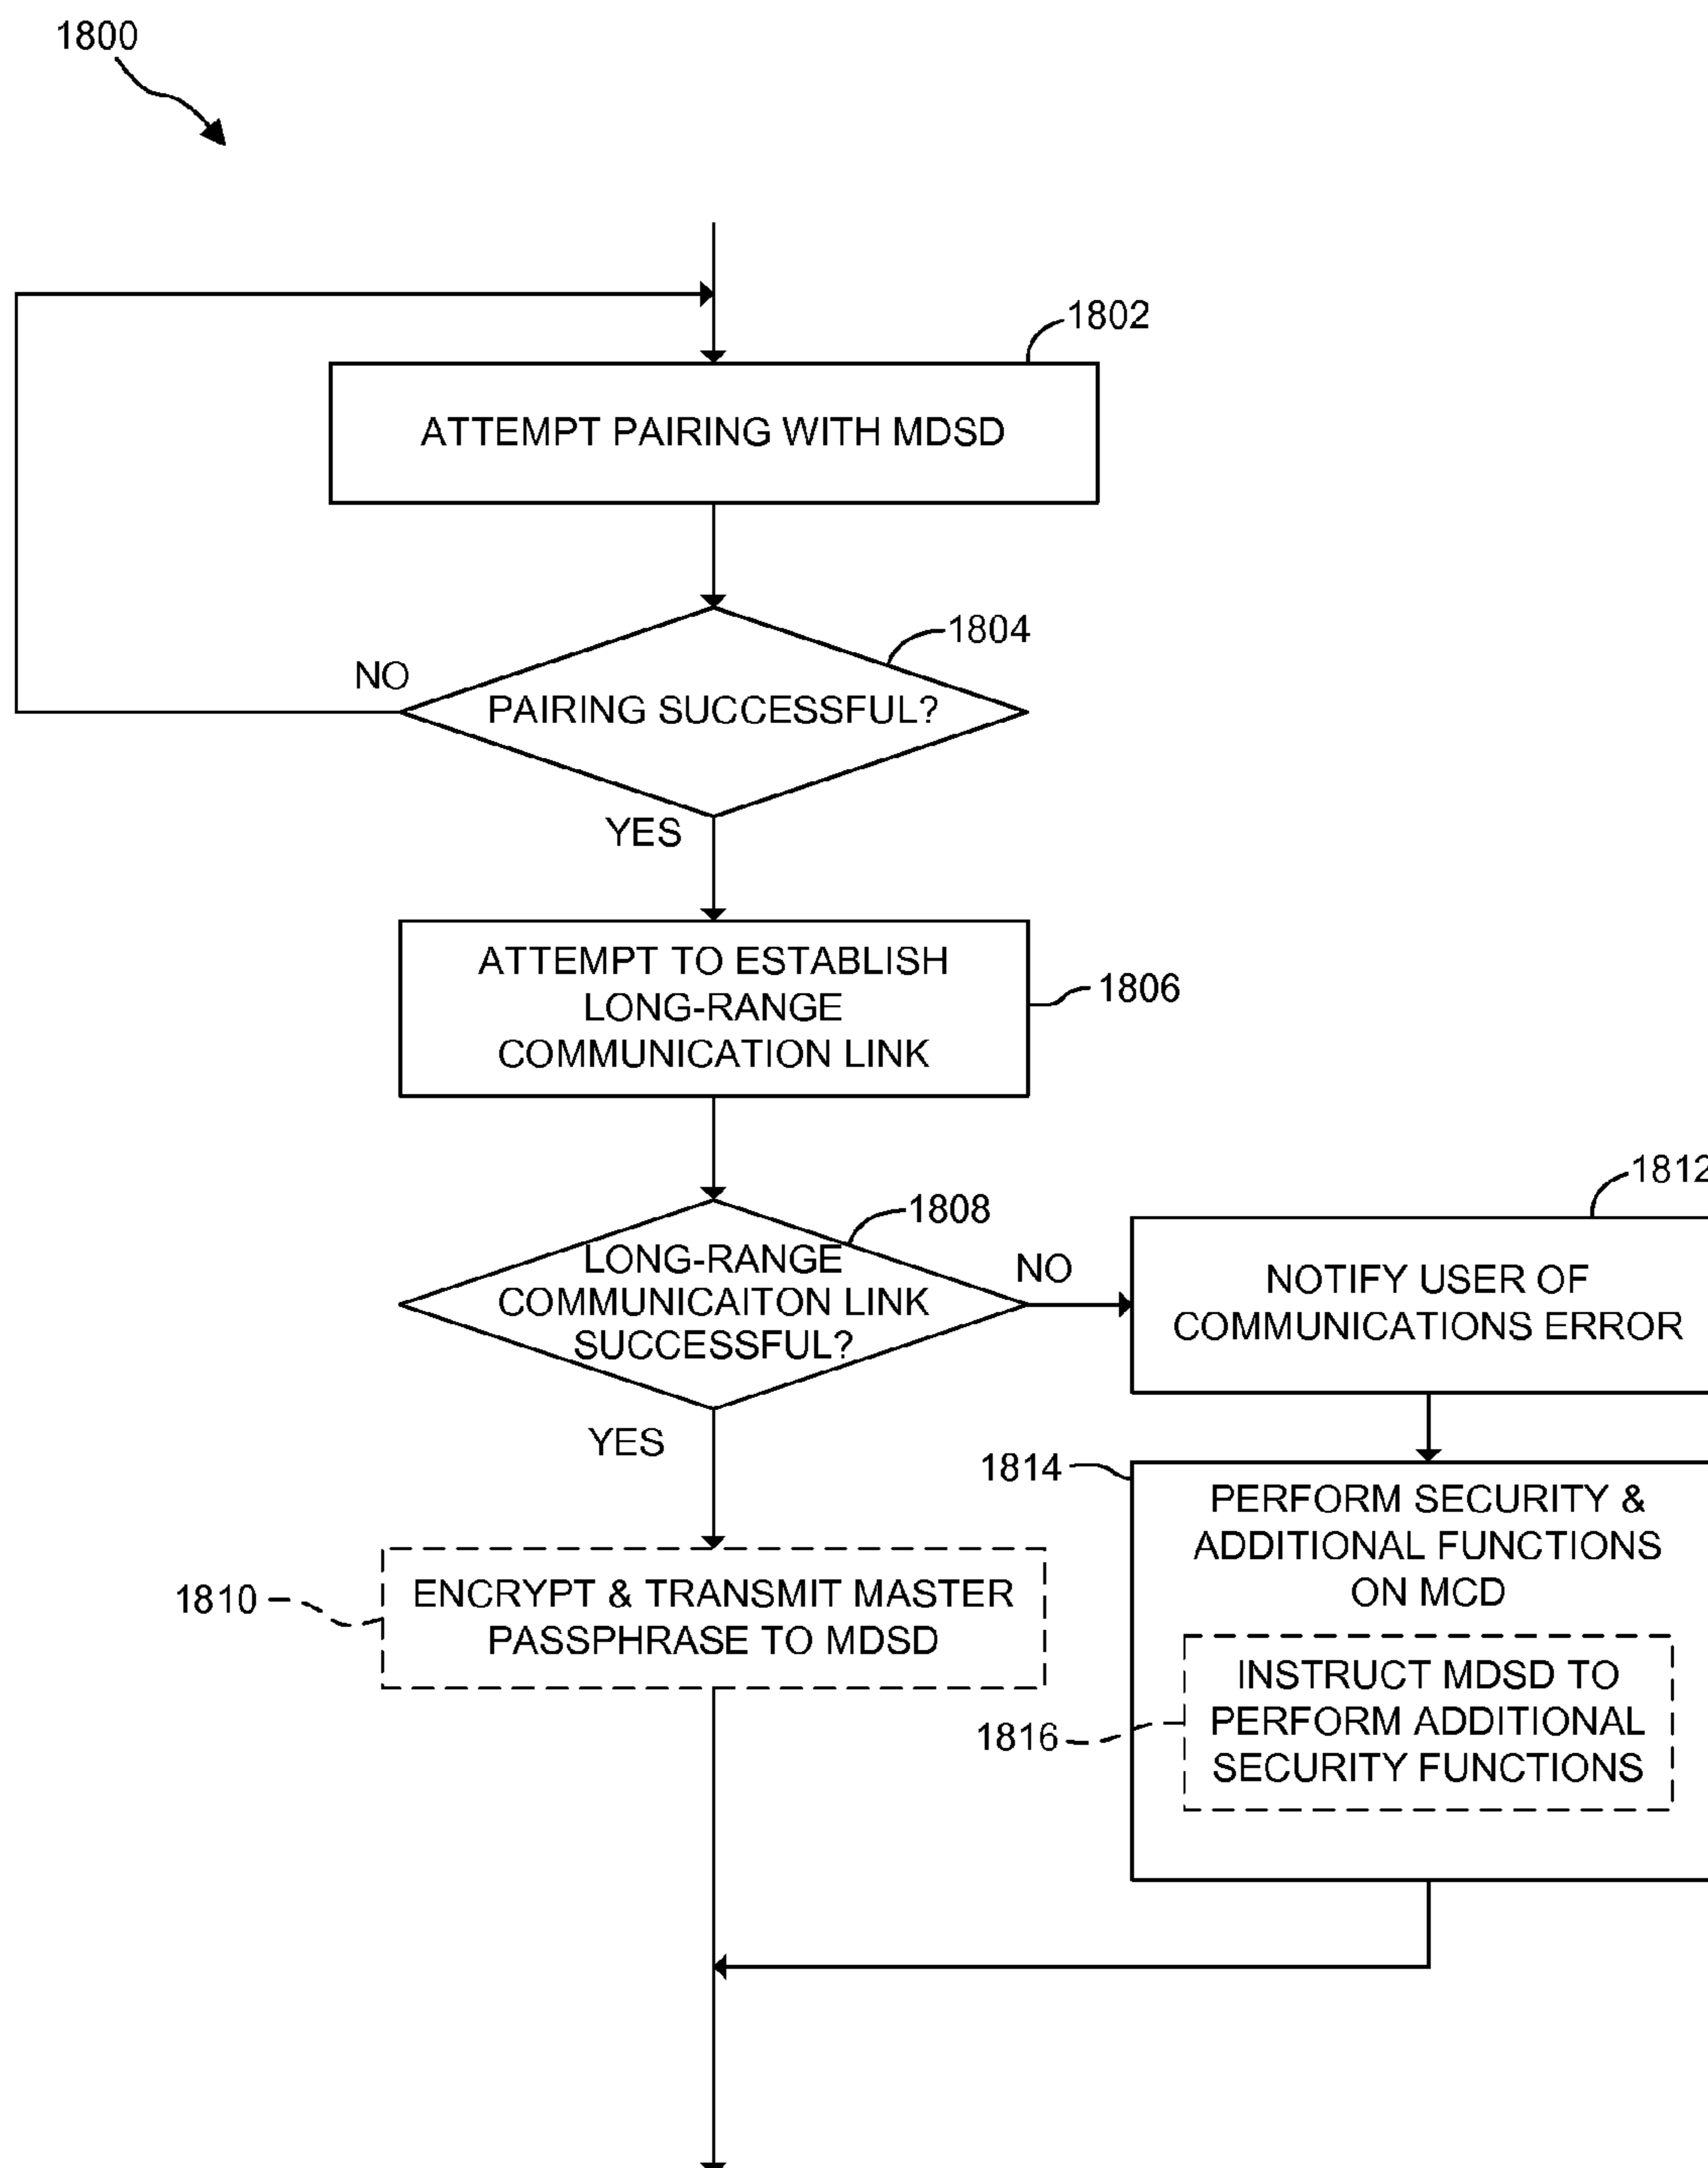 1800
1802
ATTEMPT PAIRING WITH MDSD
1804
NO
PAIRING SUCCESSFUL?
YES
ATTEMPT TO ESTABLISH
LONG-RANGE
COMMUNICATION LINK
1806
1808
LONG-RANGE
COMMUNICAITON LINK
SUCCESSFUL?
NO
YES
1812
NOTIFY USER OF
COMMUNICATIONS ERROR
1810
ENCRYPT & TRANSMIT MASTER
PASSPHRASE TO MDSD
1814
PERFORM SECURITY &
ADDITIONAL FUNCTIONS
ON MCD
1816
INSTRUCT MDSD TO
PERFORM ADDITIONAL
SECURITY FUNCTIONS